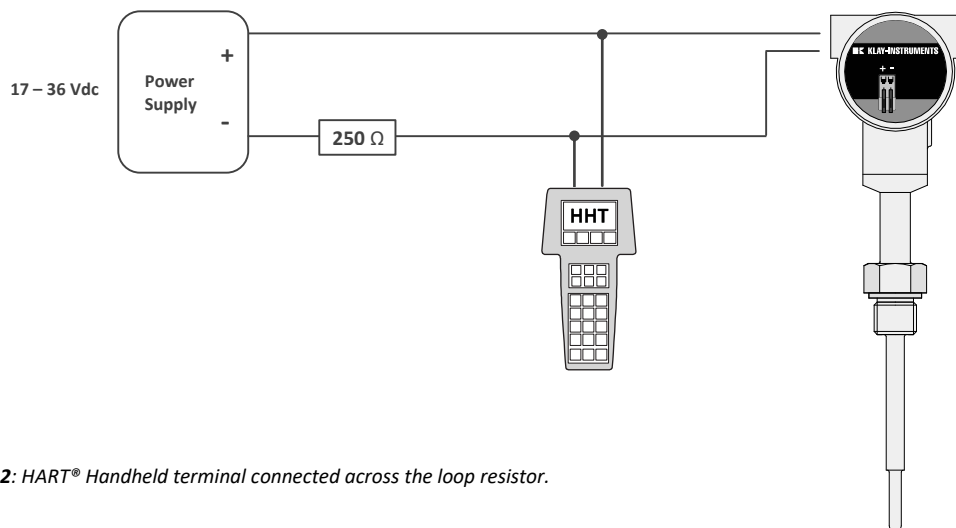 KLAY-INSTRUMENTS
+ -
+
17 – 36 Vdc
Power
Supply
-
250 Ω
HHT
2: HART® Handheld terminal connected across the loop resistor.